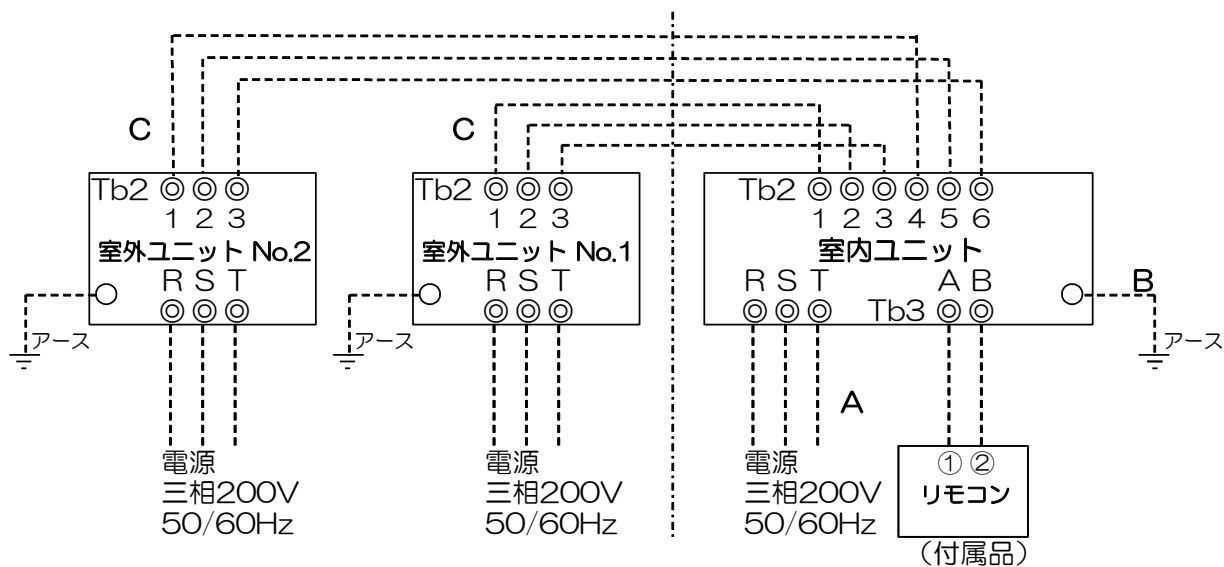 C
C
Tb2
1 2 3
室外ユニット No.2
R S T
アース
電源
三相200V
50/60Hz
Tb2
1 2 3
室外ユニット No.1
R S T
アース
電源
三相200V
50/60Hz
Tb2
1 2 3 4 5 6
室内ユニット
R S T
A B
Tb3
B
アース
A
電源
三相200V
50/60Hz
① ②
リモコン
（付属品）